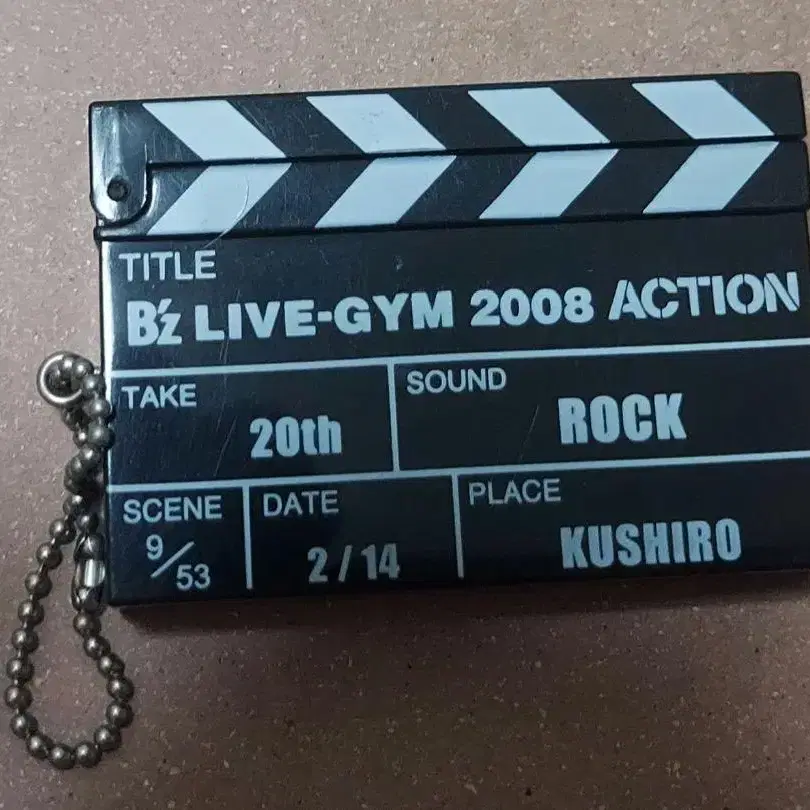 TITLE
B'z LIVE-GYM 2008 ACTION
TAKE
20th
SOUND
ROCK
SCENE
9/53
DATE
2/14
PLACE
KUSHIRO